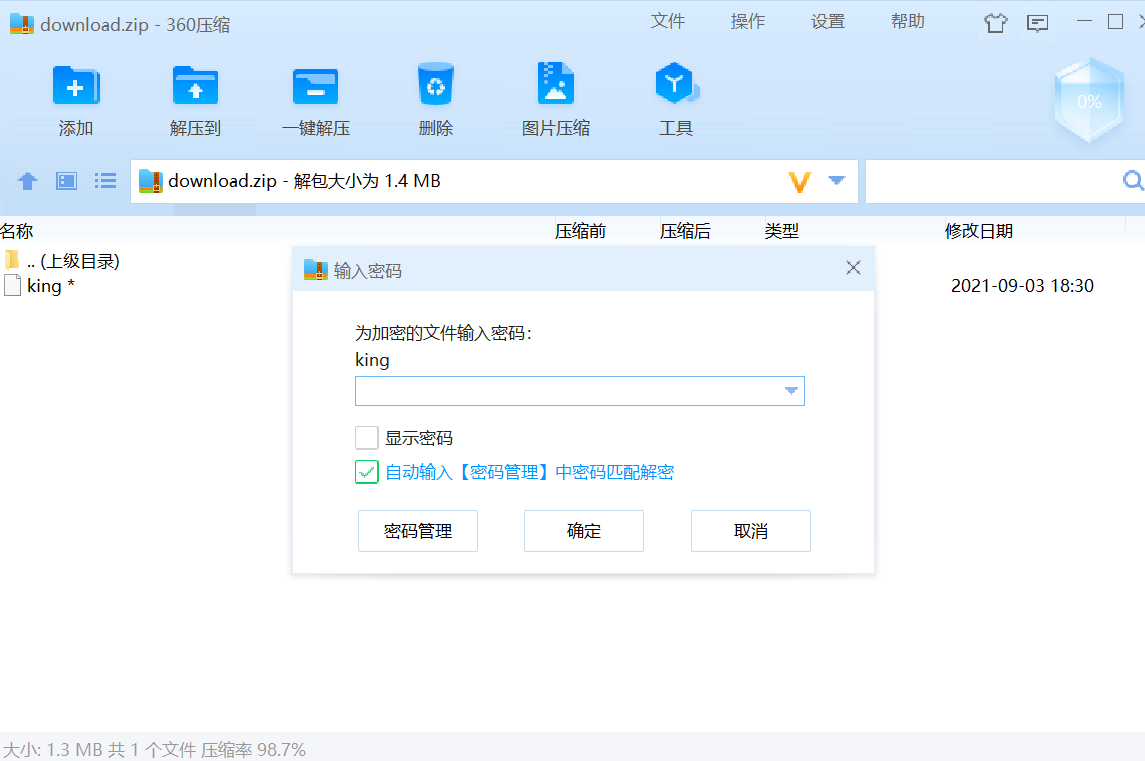 download.zip - 360压缩
文件 操作 设置 帮助
添加 解压到 一键解压 删除 图片压缩 工具
0%
download.zip - 解包大小为 1.4 MB
名称 压缩前 压缩后 类型 修改日期
.. (上级目录)
king * 2021-09-03 18:30
输入密码
为加密的文件输入密码:
king
显示密码
自动输入【密码管理】中密码匹配解密
密码管理 确定 取消
大小: 1.3 MB 共 1 个文件 压缩率 98.7%